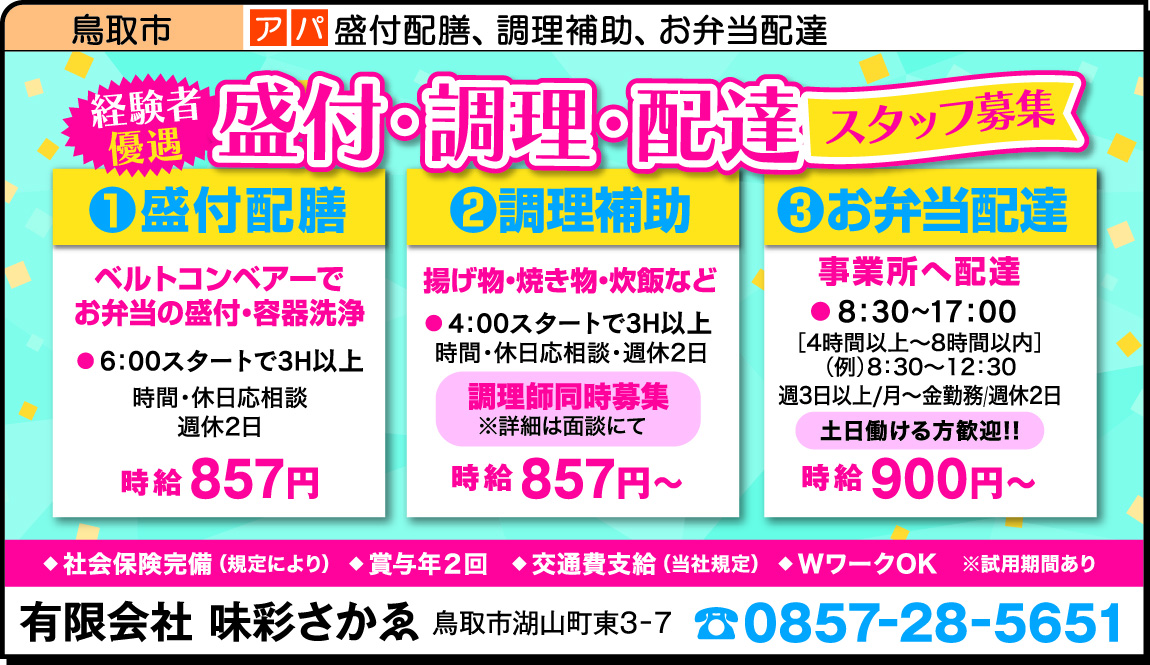 鳥取市
アパ 盛付配膳、調理補助、お弁当配達
経験者
優遇
盛付・調理・配達
スタッフ募集
❶盛付配膳
ベルトコンベアーで
お弁当の盛付・容器洗浄
●6:00スタートで3H以上
時間・休日応相談
週休2日
時給857円
❷調理補助
揚げ物・焼き物・炊飯など
●4:00スタートで3H以上
時間・休日応相談・週休2日
調理師同時募集
※詳細は面談にて
時給857円〜
❸お弁当配達
事業所へ配達
●8:30〜17:00
[4時間以上〜8時間以内]
(例)8:30〜12:30
週3日以上/月〜金勤務/週休2日
土日働ける方歓迎!!
時給900円〜
◆社会保険完備(規定により) ◆賞与年2回 ◆交通費支給(当社規定) ◆WワークOK ※試用期間あり
有限会社 味彩さかゑ 鳥取市湖山町東3-7 ☎0857-28-5651